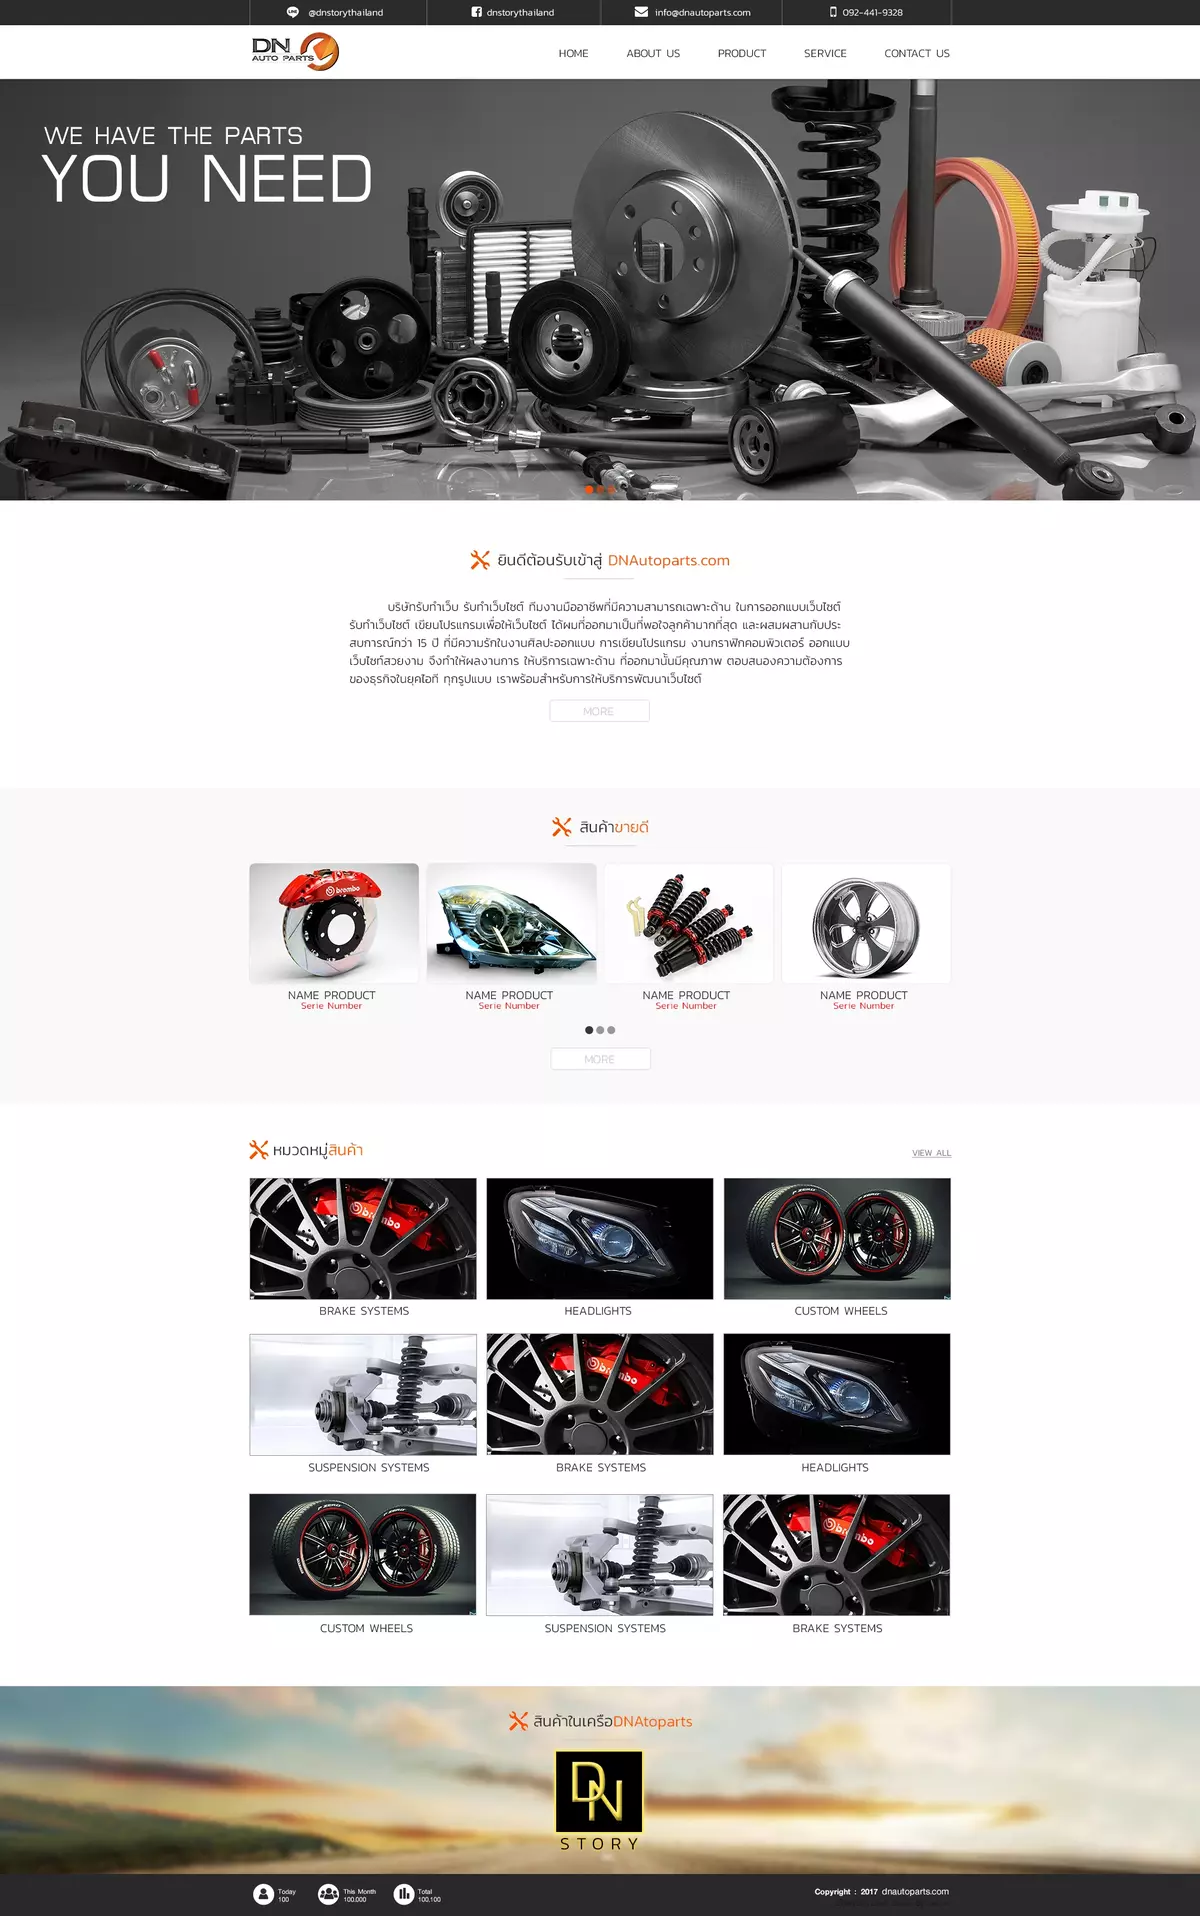 @dnstorythailand
dnstorythailand
info@dnautoparts.com
092-441-9328
DN
AUTO PARTS
HOME
ABOUT US
PRODUCT
SERVICE
CONTACT US
WE HAVE THE PARTS
YOU NEED
ยินดีต้อนรับเข้าสู่ DNAutoparts.com
บริษัทรับทำเว็บ รับทำเว็บไซต์ ทีมงานมืออาชีพที่มีความสามารถเฉพาะด้าน ในการออกแบบเว็บไซต์
รับทำเว็บไซต์ เขียนโปรแกรมเพื่อให้เว็บไซต์ ได้ผมที่ออกมาเป็นที่พอใจลูกค้ามากที่สุด และผสมผสานกับประ
สบการณ์กว่า 15 ปี ที่มีความรักในงานศิลปะออกแบบ การเขียนโปรแกรม งานกราฟิกคอมพิวเตอร์ ออกแบบ
เว็บไซท์สวยงาม จึงทำให้ผลงานการ ให้บริการเฉพาะด้าน ที่ออกมานั้นมีคุณภาพ ตอบสนองความต้องการ
ของธุรกิจในยุคไอที ทุกรูปแบบ เราพร้อมสำหรับการให้บริการพัฒนาเว็บไซต์
MORE
สินค้าขายดี
brembo
NAME PRODUCT
Serie Number
NAME PRODUCT
Serie Number
NAME PRODUCT
Serie Number
NAME PRODUCT
Serie Number
MORE
หมวดหมู่สินค้า
VIEW ALL
brembo
BRAKE SYSTEMS
HEADLIGHTS
CUSTOM WHEELS
brembo
SUSPENSION SYSTEMS
BRAKE SYSTEMS
HEADLIGHTS
brembo
CUSTOM WHEELS
SUSPENSION SYSTEMS
BRAKE SYSTEMS
สินค้าในเครือDNAtoparts
DN
STORY
Today
100
This Month
100,000
Total
100,100
Copyright : 2017 dnautoparts.com